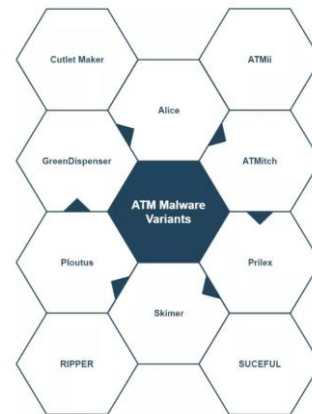 Cutlet Maker
ATMii
Alice
GreenDispenser
ATMitch
ATM Malware
Variants
Ploutus
Prilex
Skimer
RIPPER
SUCEFUL